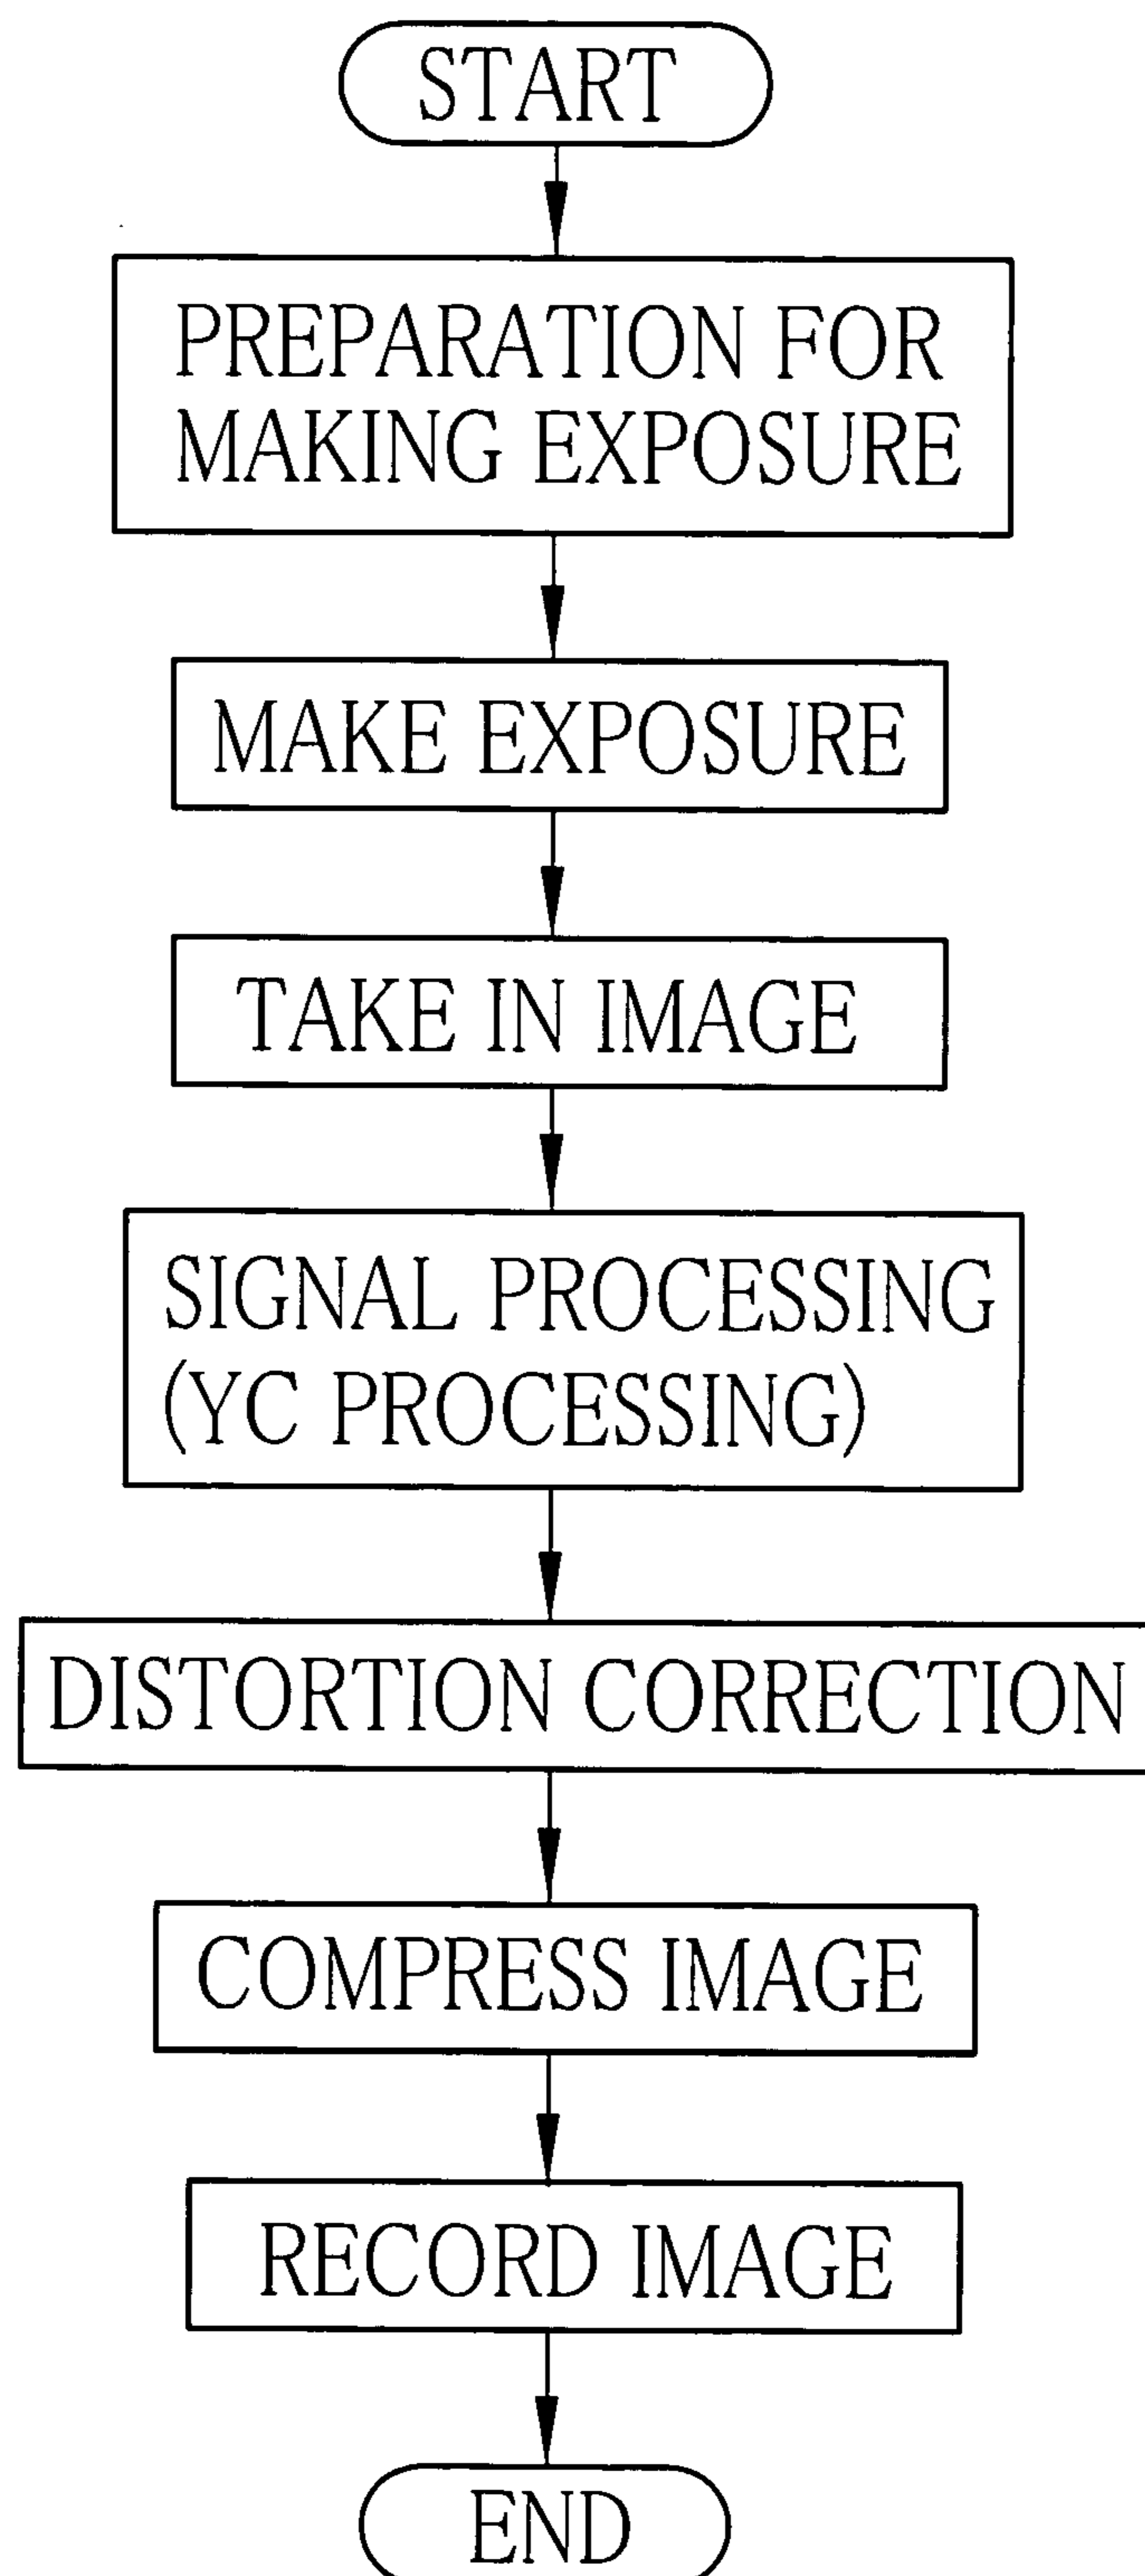 START
PREPARATION FOR
MAKING EXPOSURE
MAKE EXPOSURE
TAKE IN IMAGE
SIGNAL PROCESSING
(YC PROCESSING)
DISTORTION CORRECTION
COMPRESS IMAGE
RECORD IMAGE
END